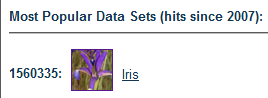 Most Popular Data Sets (hits since 2007):
1560335: Iris